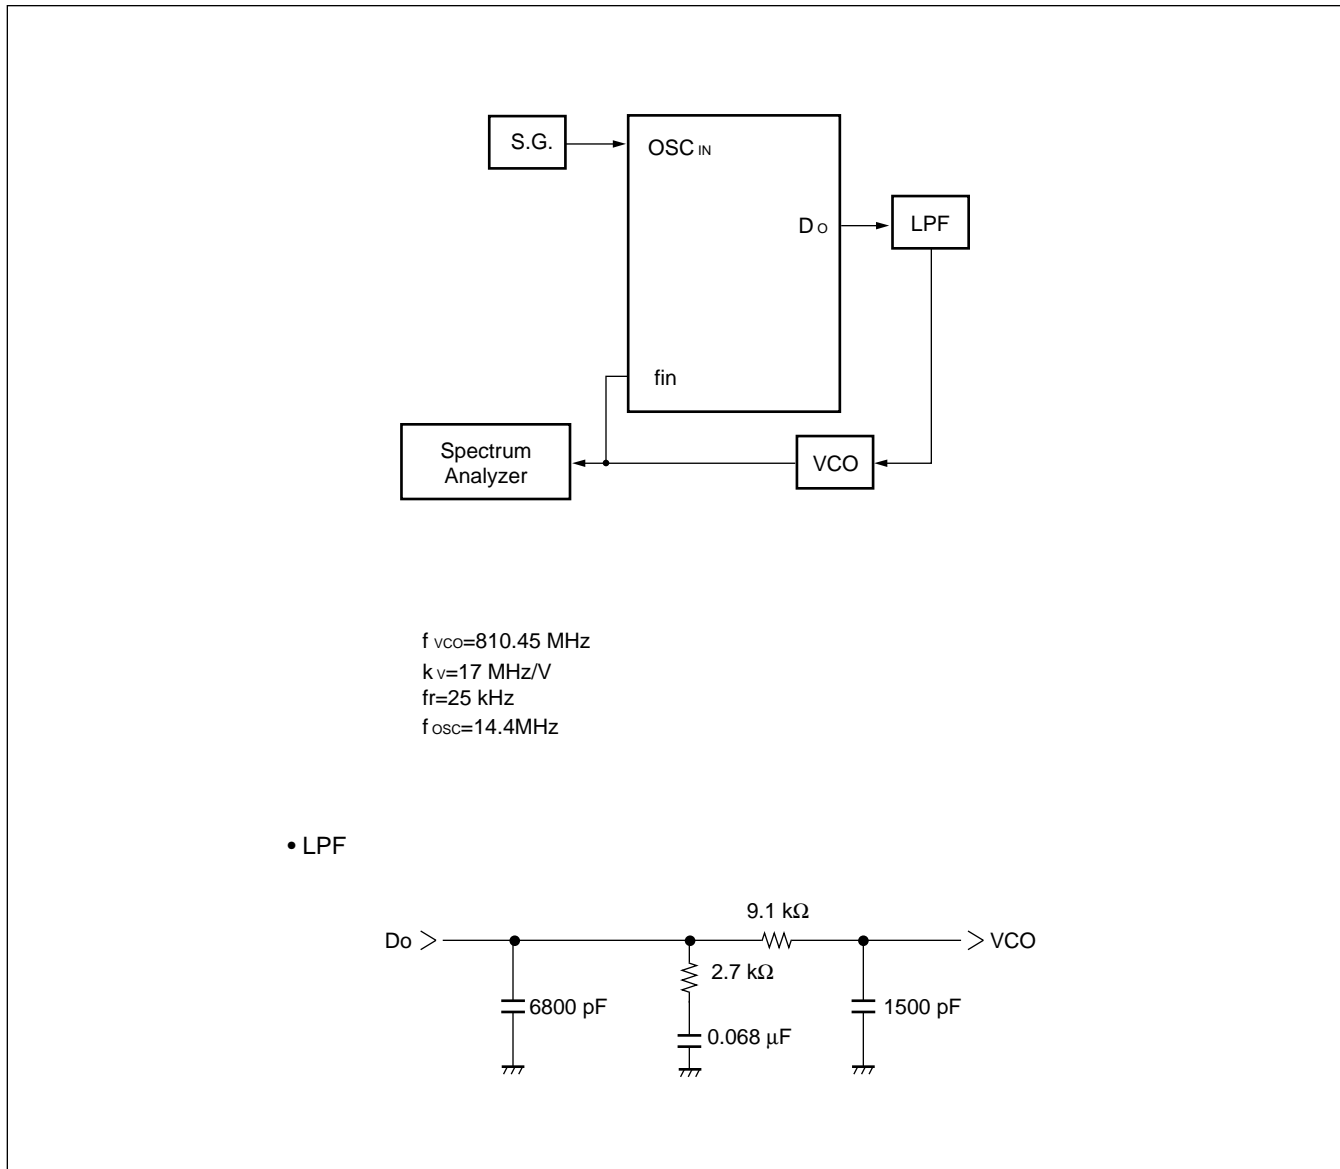 S.G.
OSC IN
DO
LPF
fin
Spectrum
Analyzer
VCO
f VCO=810.45 MHz
k V=17 MHz/V
fr=25 kHz
f OSC=14.4MHz
• LPF
9.1 kΩ
Do
VCO
2.7 kΩ
6800 pF
1500 pF
0.068 μF